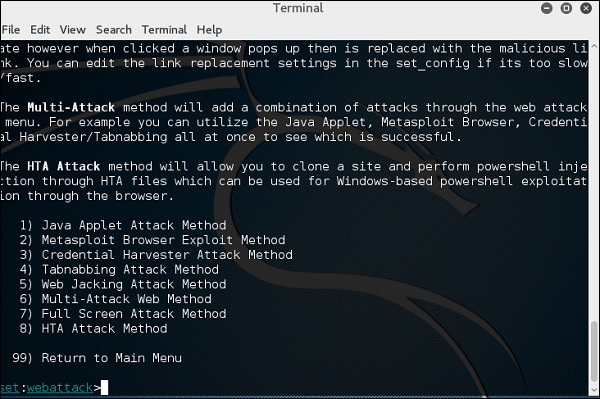 Terminal
File Edit View Search Terminal Help
ate however when clicked a window pops up then is replaced with the malicious li
nk. You can edit the link replacement settings in the set_config if its too slow
/fast.
The Multi-Attack method will add a combination of attacks through the web attack
menu. For example you can utilize the Java Applet, Metasploit Browser, Credenti
al Harvester/Tabnabbing all at once to see which is successful.
The HTA Attack method will allow you to clone a site and perform powershell inje
ction through HTA files which can be used for Windows-based powershell exploitat
ion through the browser.
1) Java Applet Attack Method
2) Metasploit Browser Exploit Method
3) Credential Harvester Attack Method
4) Tabnabbing Attack Method
5) Web Jacking Attack Method
6) Multi-Attack Web Method
7) Full Screen Attack Method
8) HTA Attack Method
99) Return to Main Menu
set:webattack>